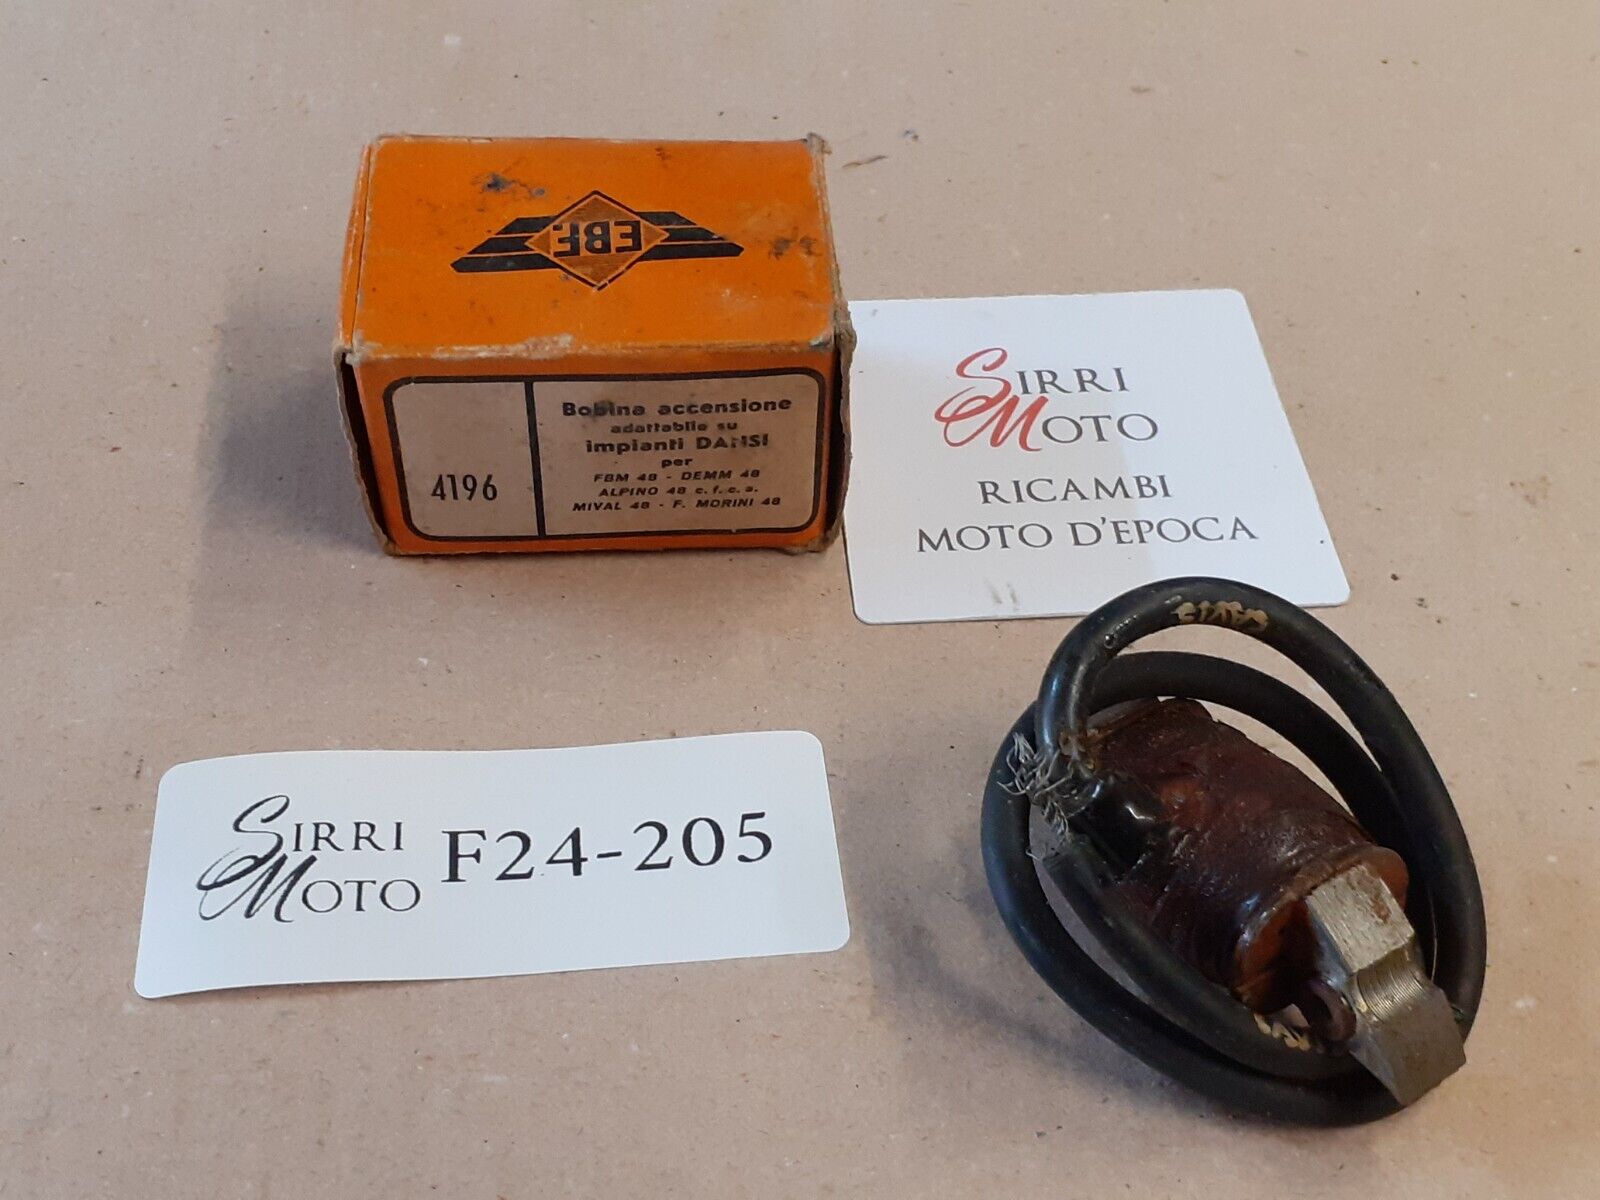 EBF.
4196
Bobina accensione
adattabile su
impianti DANSI
per
FBM 48 - DEMM 48
ALPINO 48 c.f.c.a.
MIVAL 48 - F. MORINI 48
SIRRI
MOTO
RICAMBI
MOTO D'EPOCA
SIRRI
MOTO
F24-205
CAVIS